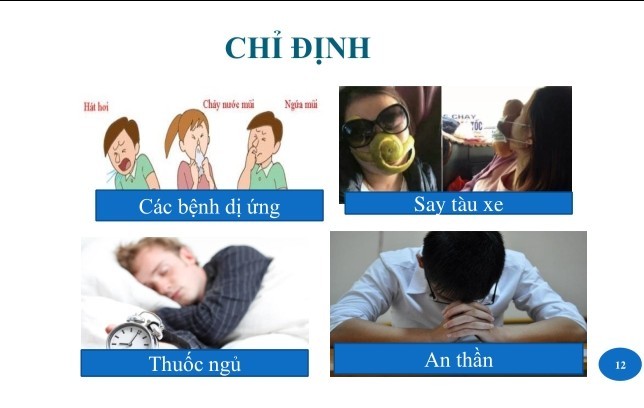 CHỈ ĐỊNH
Hắt hơi
Chảy nước mũi
Ngứa mũi
TỐC
Các bệnh dị ứng
Say tàu xe
Thuốc ngủ
An thần
12